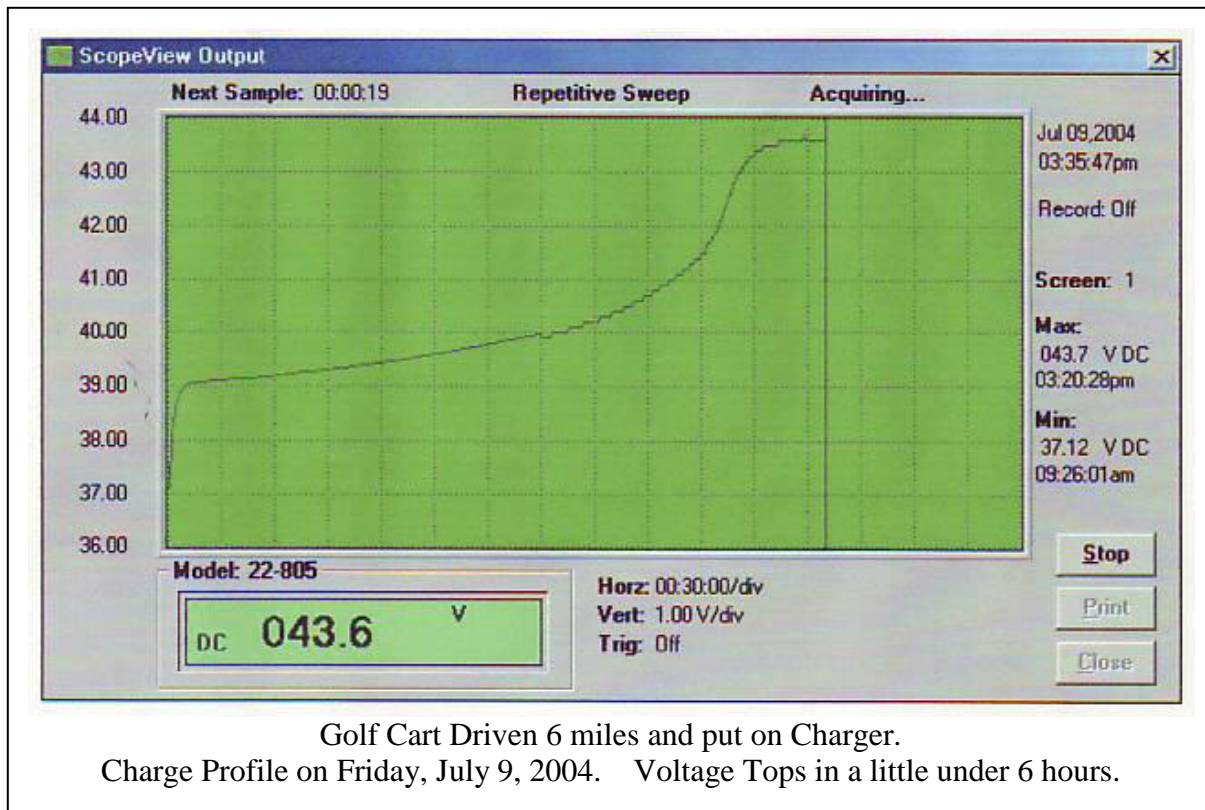 ScopeView Output
Next Sample: 00:00:19 Repetitive Sweep Acquiring...
44.00
43.00
42.00
41.00
40.00
39.00
38.00
37.00
36.00
Jul 09,2004
03:35:47pm
Record: Off
Screen: 1
Max:
043.7 V DC
03:20:28pm
Min:
37.12 V DC
09:26:01am
Stop
Print
Close
Model: 22-805
DC 043.6 V
Horz: 00:30:00/div
Vert: 1.00 V/div
Trig: Off
Golf Cart Driven 6 miles and put on Charger.
Charge Profile on Friday, July 9, 2004. Voltage Tops in a little under 6 hours.